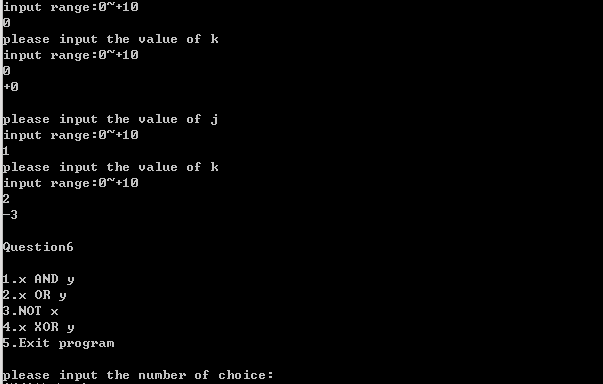 input range:0~+10
0
please input the value of k
input range:0~+10
0
+0
please input the value of j
input range:0~+10
1
please input the value of k
input range:0~+10
2
-3
Question6
1.x AND y
2.x OR y
3.NOT x
4.x XOR y
5.Exit program
please input the number of choice: